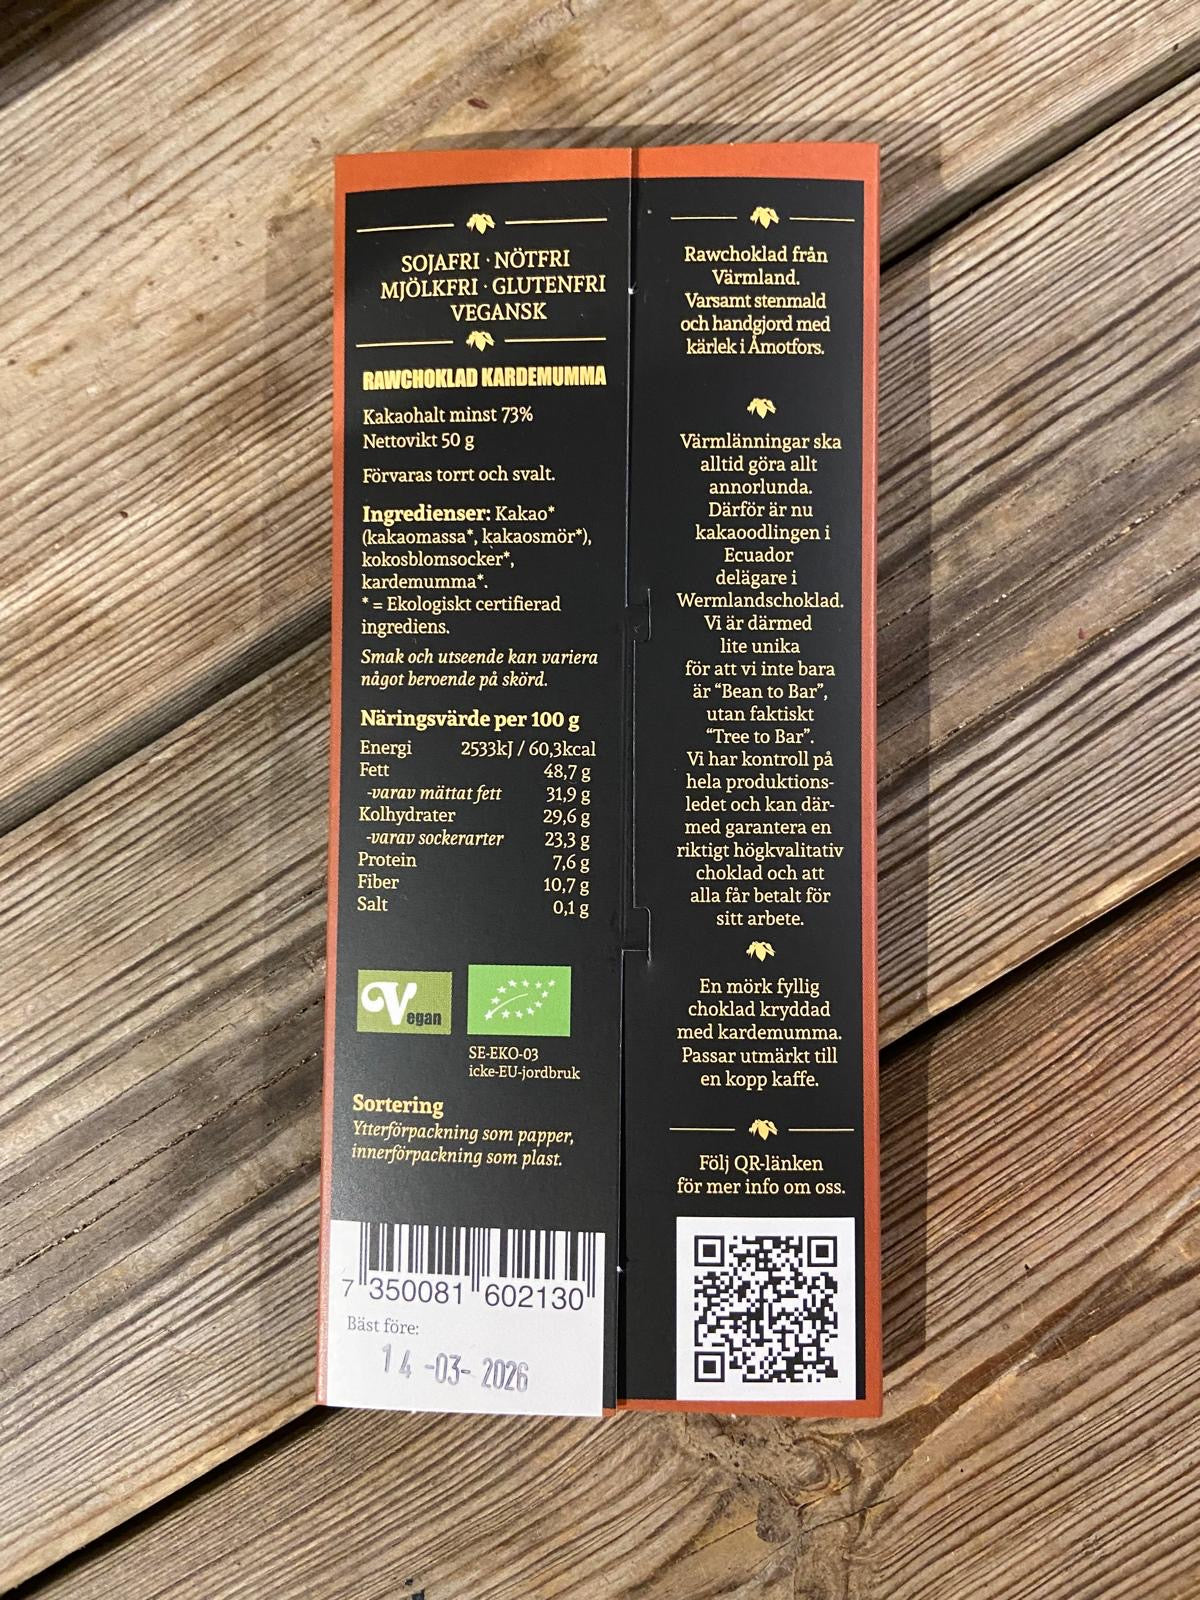 SOJAFRI · NÖTFRI
MJÖLKFRI · GLUTENFRI
VEGANSK
RAWCHOKLAD KARDEMUMMA
Kakaohalt minst 73%
Nettovikt 50 g
Förvaras torrt och svalt.
Ingredienser: Kakao*
(kakaomassa*, kakaosmör*),
kokosblomsocker*,
kardemumma*.
* = Ekologiskt certifierad
ingrediens.
Smak och utseende kan variera
något beroende på skörd.
Näringsvärde per 100 g
Energi 2533kJ / 60,3kcal
Fett 48,7 g
-varav mättat fett 31,9 g
Kolhydrater 29,6 g
-varav sockerarter 23,3 g
Protein 7,6 g
Fiber 10,7 g
Salt 0,1 g
Vegan
SE-EKO-03
icke-EU-jordbruk
Sortering
Ytterförpackning som papper,
innerförpackning som plast.
7 350081 602130
Bäst före:
14 -03- 2026
Rawchoklad från
Värmland.
Varsamt stenmald
och handgjord med
kärlek i Åmotfors.
Värmlänningar ska
alltid göra allt
annorlunda.
Därför är nu
kakaoodlingen i
Ecuador
delägare i
Wermlandschoklad.
Vi är därmed
lite unika
för att vi inte bara
är “Bean to Bar”,
utan faktiskt
“Tree to Bar”.
Vi har kontroll på
hela produktions-
ledet och kan där-
med garantera en
riktigt högkvalitativ
choklad och att
alla får betalt för
sitt arbete.
En mörk fyllig
choklad kryddad
med kardemumma.
Passar utmärkt till
en kopp kaffe.
Följ QR-länken
för mer info om oss.